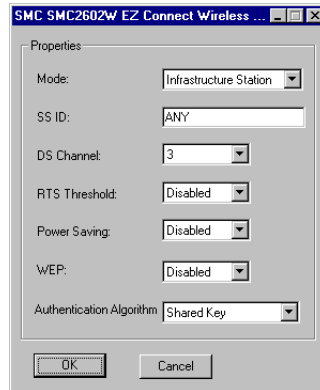 SMC SMC2602W EZ Connect Wireless ...
Properties
Mode: Infrastructure Station
SS ID: ANY
DS Channel: 3
RTS Threshold: Disabled
Power Saving: Disabled
WEP: Disabled
Authentication Algorithm Shared Key
OK Cancel